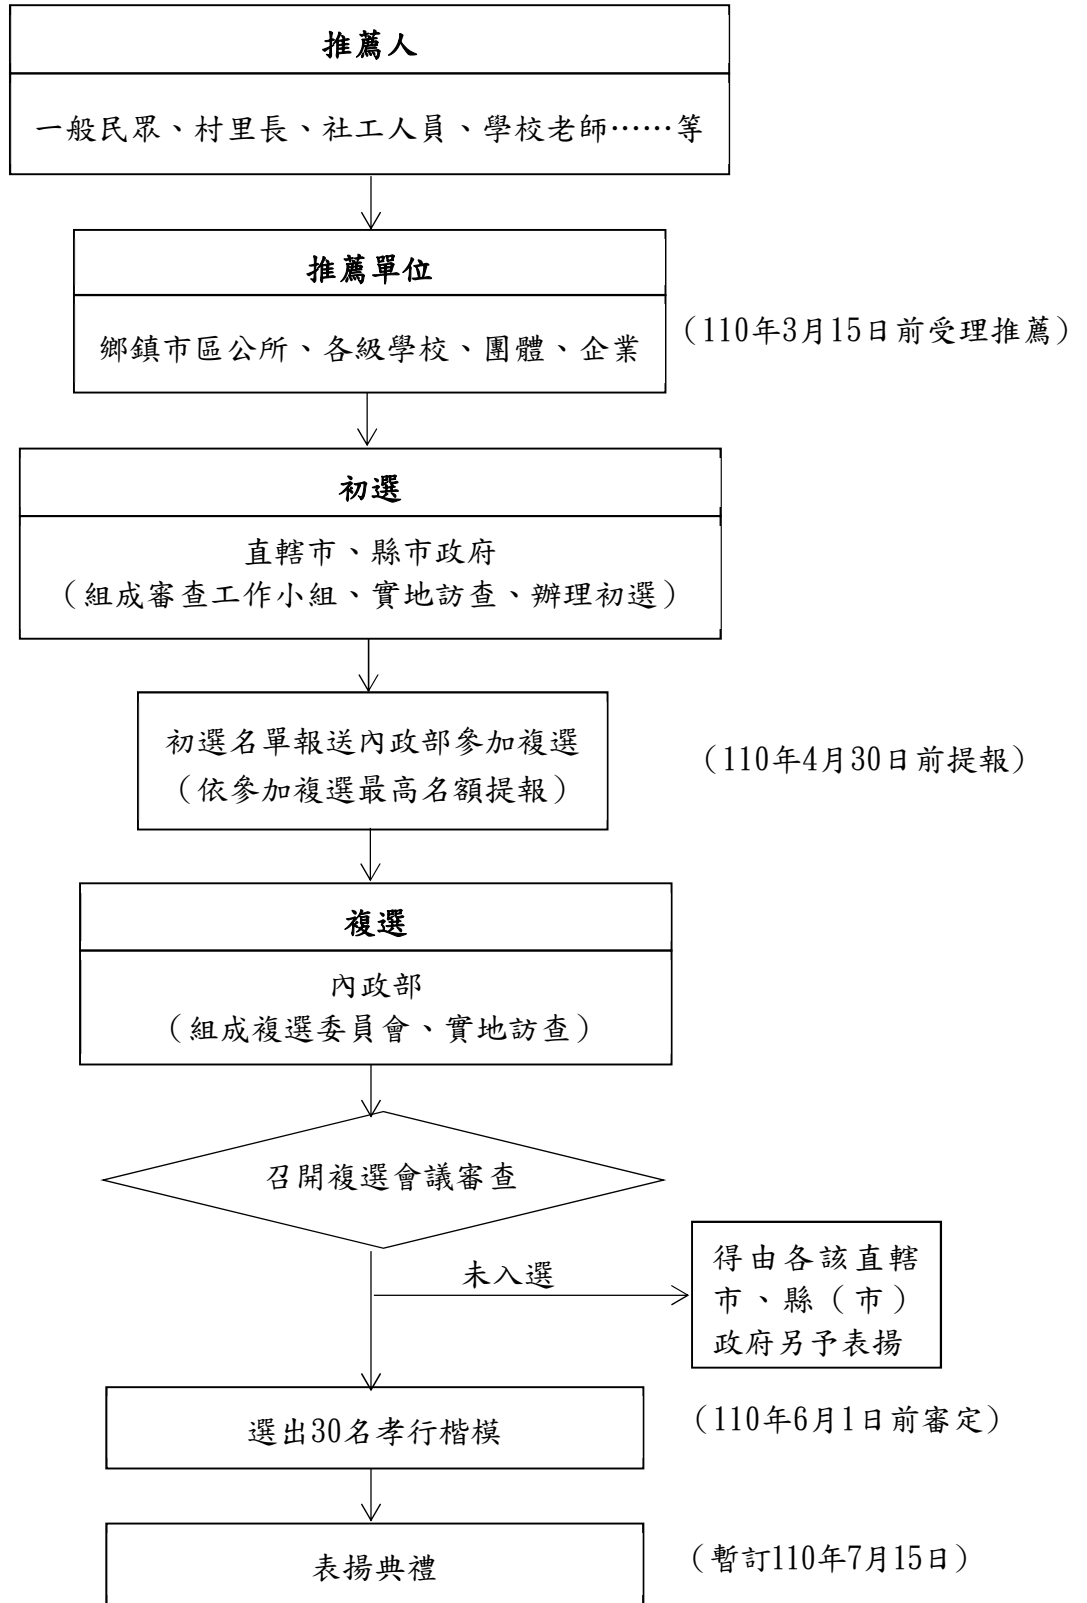 推薦人
一般民眾、村里長、社工人員、學校老師……等
推薦單位
鄉鎮市區公所、各級學校、團體、企業
（110年3月15日前受理推薦）
初選
直轄市、縣市政府
（組成審查工作小組、實地訪查、辦理初選）
初選名單報送內政部參加複選
（依參加複選最高名額提報）
（110年4月30日前提報）
複選
內政部
（組成複選委員會、實地訪查）
召開複選會議審查
未入選
得由各該直轄
市、縣（市）
政府另予表揚
選出30名孝行楷模
（110年6月1日前審定）
表揚典禮
（暫訂110年7月15日）